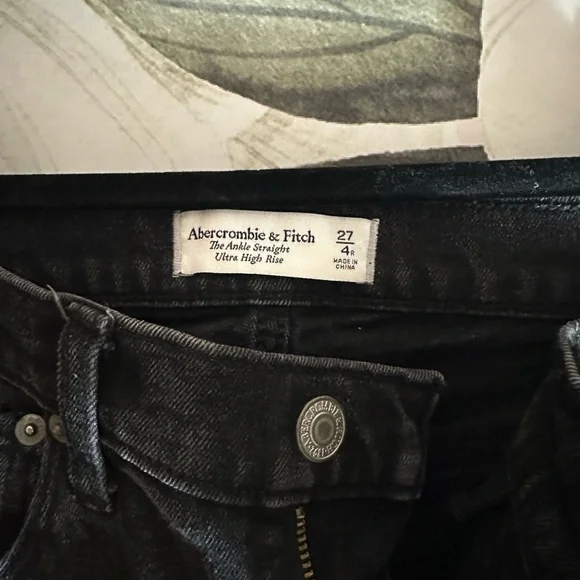 Abercrombie & Fitch
The Ankle Straight
Ultra High Rise
27
4R
MADE IN
CHINA